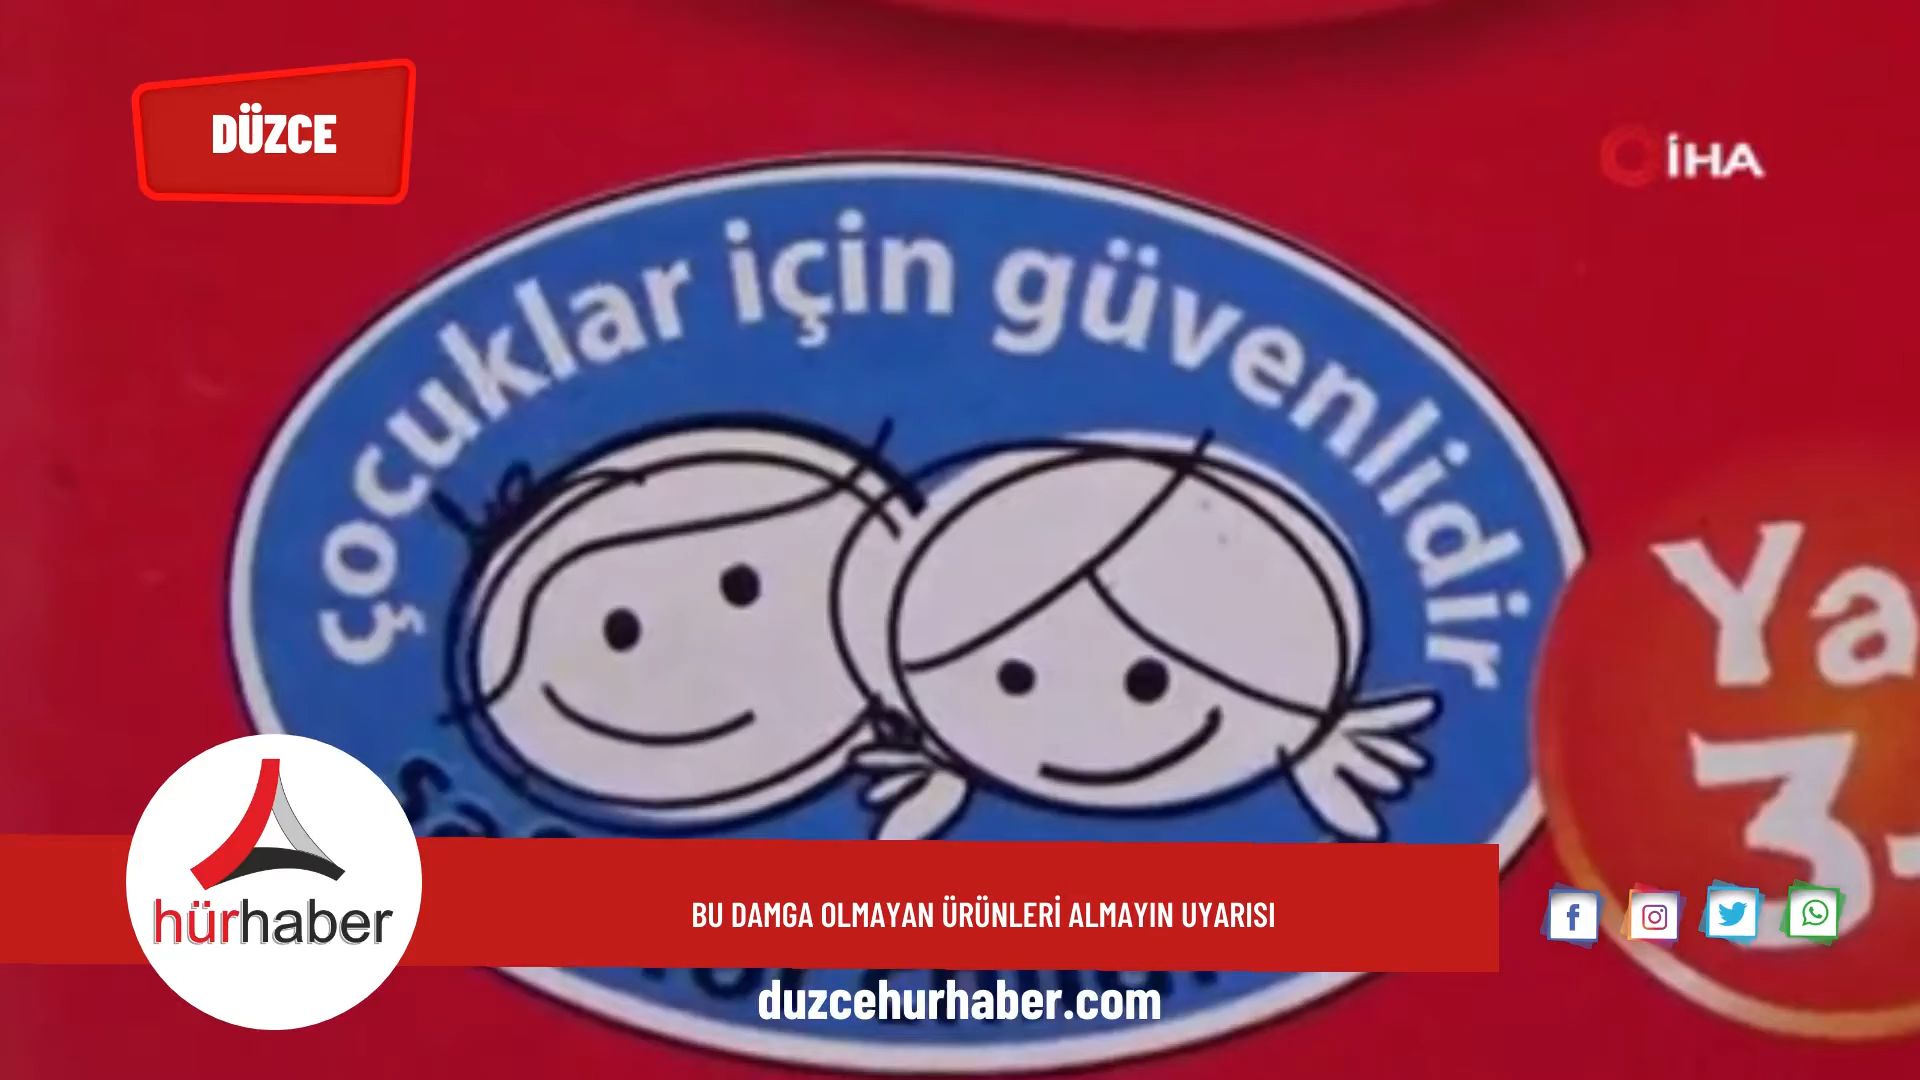 DÜZCE
İHA
çocuklar için güvenlidir
Ya
3-
hürhaber
BU DAMGA OLMAYAN ÜRÜNLERİ ALMAYIN UYARISI
duzcehurhaber.com